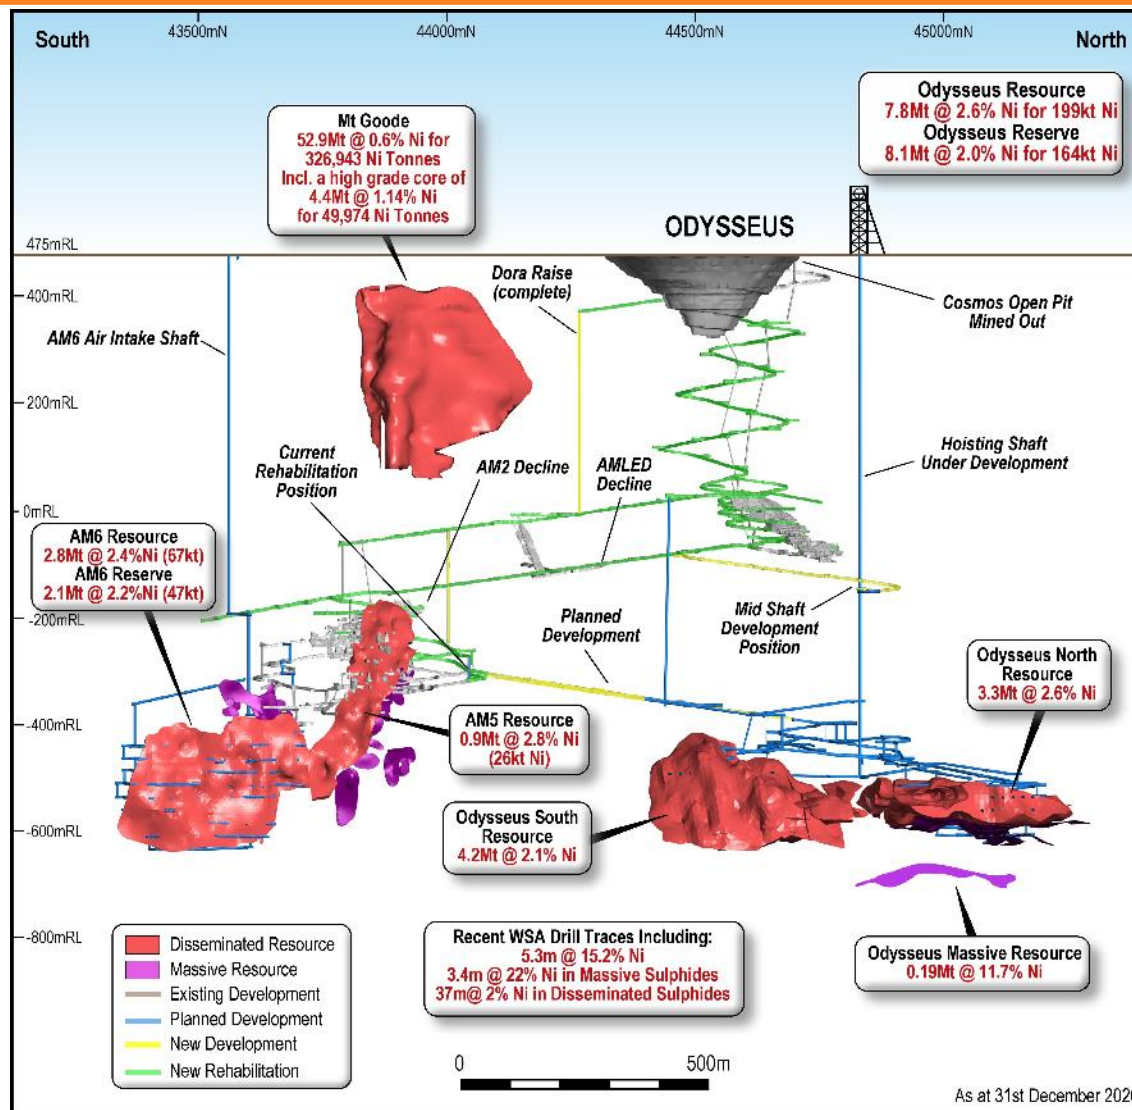 South
43500mN
44000mN
44500mN
45000mN
North
Odysseus Resource
7.8Mt @ 2.6% Ni for 199kt Ni
Odysseus Reserve
8.1Mt @ 2.0% Ni for 164kt Ni
Mt Goode
52.9Mt @ 0.6% Ni for
326,943 Ni Tonnes
Incl. a high grade core of
4.4Mt @ 1.14% Ni
for 49,974 Ni Tonnes
ODYSSEUS
475mRL
400mRL
200mRL
0mRL
-200mRL
-400mRL
-600mRL
-800mRL
AM6 Air Intake Shaft
Dora Raise
(complete)
Cosmos Open Pit
Mined Out
Current
Rehabilitation
Position
AM2 Decline
AMLED
Decline
Hoisting Shaft
Under Development
AM6 Resource
2.8Mt @ 2.4%Ni (67kt)
AM6 Reserve
2.1Mt @ 2.2%Ni (47kt)
Planned
Development
Mid Shaft
Development
Position
Odysseus North
Resource
3.3Mt @ 2.6% Ni
AM5 Resource
0.9Mt @ 2.8% Ni
(26kt Ni)
Odysseus South
Resource
4.2Mt @ 2.1% Ni
Odysseus Massive Resource
0.19Mt @ 11.7% Ni
Recent WSA Drill Traces Including:
5.3m @ 15.2% Ni
3.4m @ 22% Ni in Massive Sulphides
37m@ 2% Ni in Disseminated Sulphides
Disseminated Resource
Massive Resource
Existing Development
Planned Development
New Development
New Rehabilitation
0
500m
As at 31st December 2020